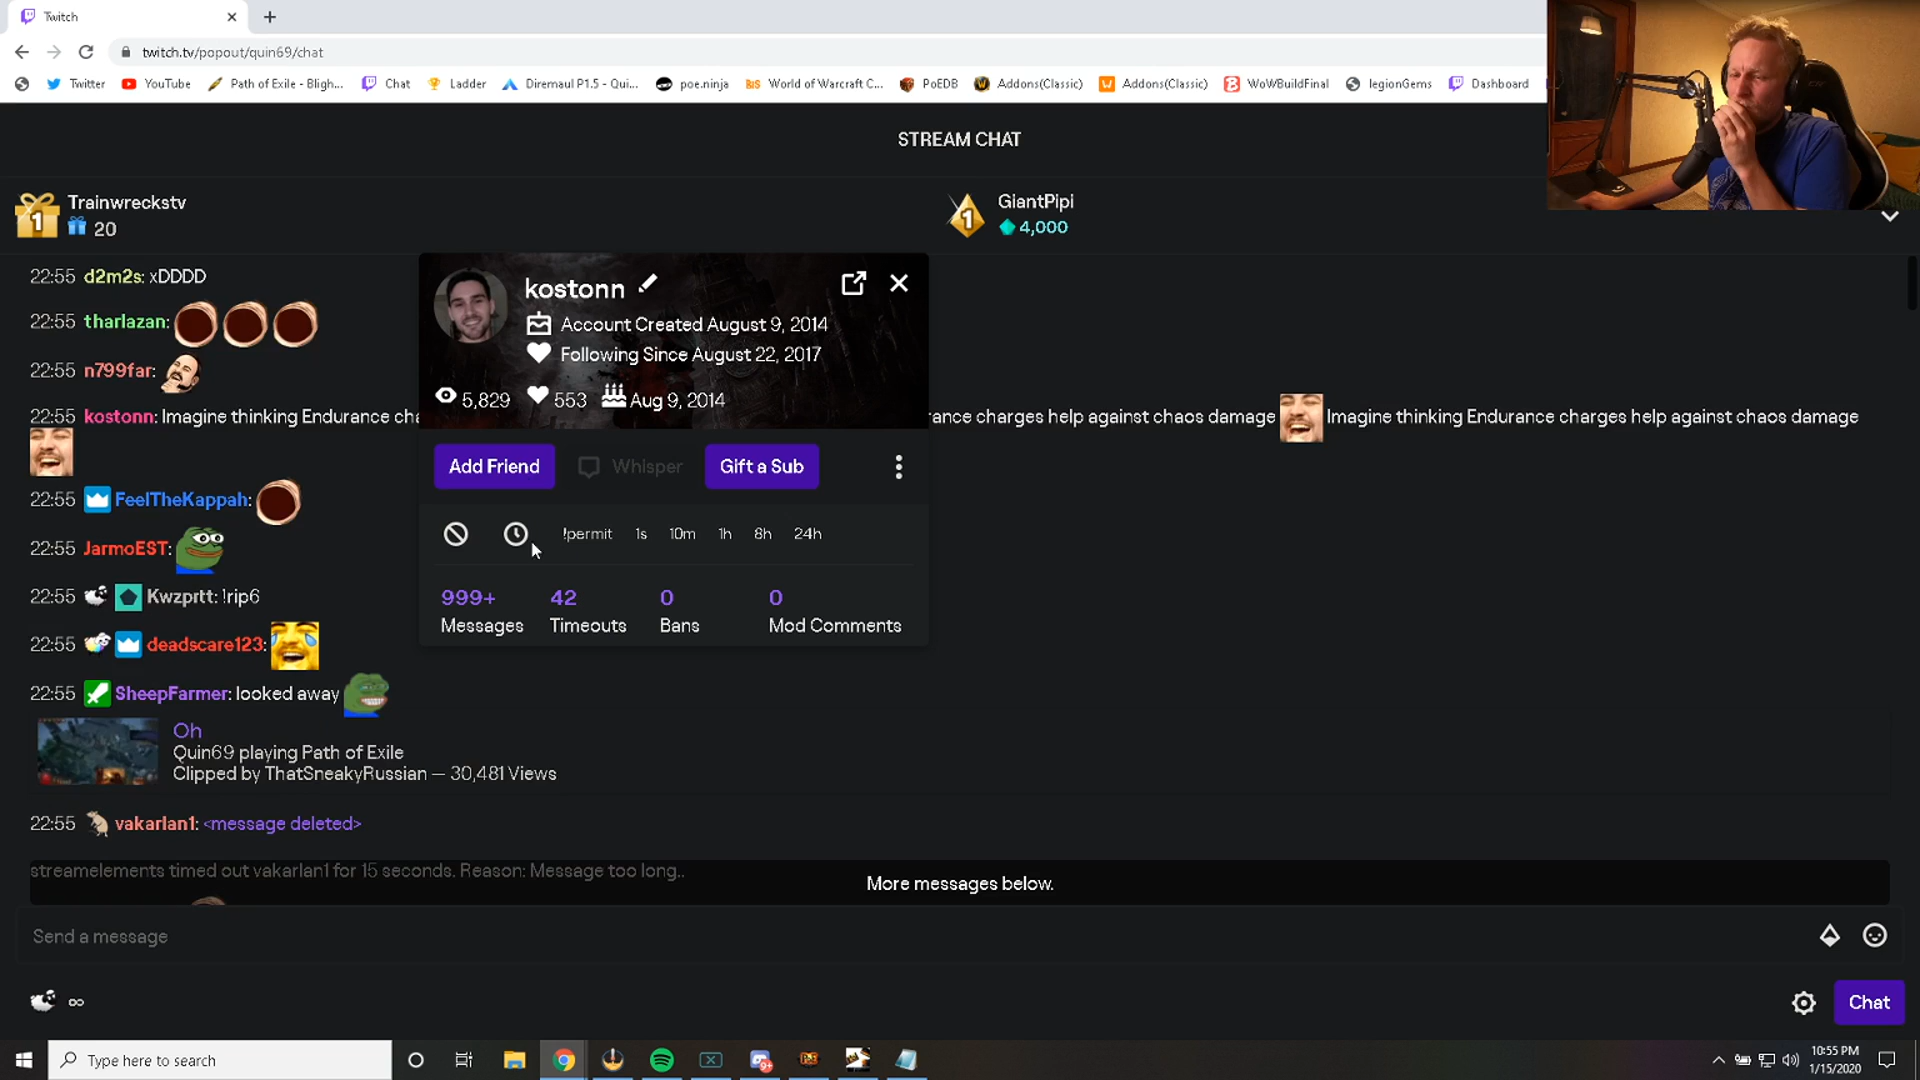 Twitch
twitch.tv/popout/quin69/chat
Twitter YouTube Path of Exile - Bligh... Chat Ladder Diremaul P1.5 - Qui... poe.ninja BIS World of Warcraft C... PoEDB Addons(Classic) Addons(Classic) WoWBuildFinal legionGems Dashboard
STREAM CHAT
1 Trainwreckstv
20
1 GiantPipi
4,000
22:55 d2m2s: xDDDD
22:55 tharlazan:
22:55 n799far:
22:55 kostonn: Imagine thinking Endurance cha
rance charges help against chaos damage Imagine thinking Endurance charges help against chaos damage
22:55 FeelTheKappah:
22:55 JarmoEST:
22:55 Kwzprtt: !rip6
22:55 deadscare123:
22:55 SheepFarmer: looked away
Oh
Quin69 playing Path of Exile
Clipped by ThatSneakyRussian — 30,481 Views
22:55 vakarlan1: <message deleted>
streamelements timed out vakarlan1 for 15 seconds. Reason: Message too long..
More messages below.
kostonn
Account Created August 9, 2014
Following Since August 22, 2017
5,829 553 Aug 9, 2014
Add Friend Whisper Gift a Sub
!permit 1s 10m 1h 8h 24h
999+ 42 0 0
Messages Timeouts Bans Mod Comments
Send a message
∞
Chat
Type here to search
10:55 PM
1/15/2020